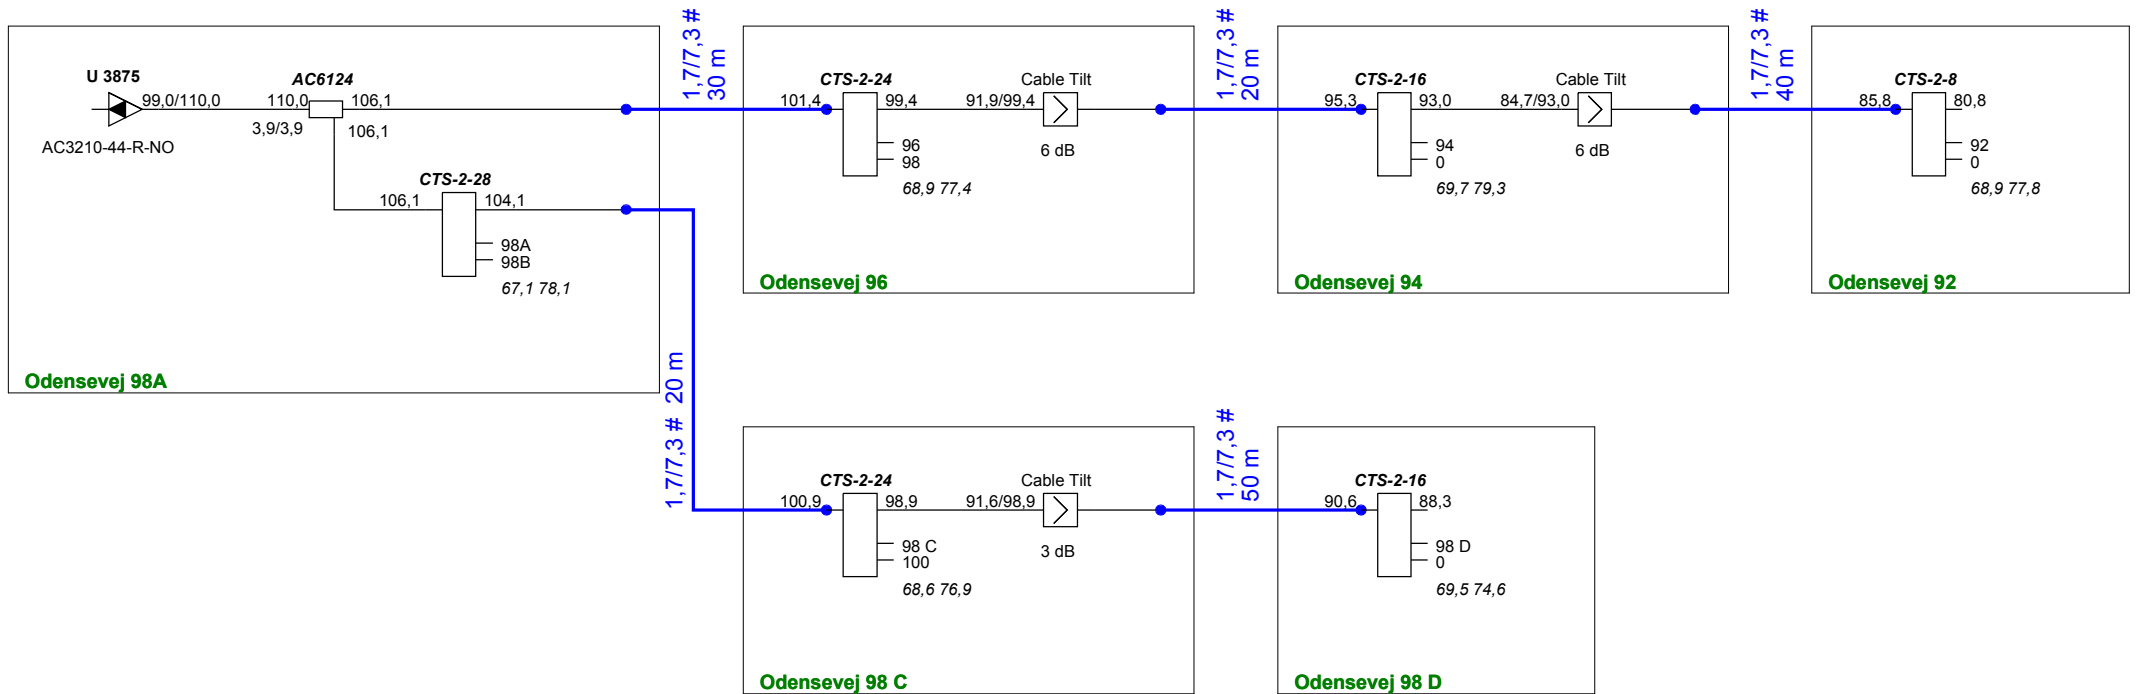 U 3875
99,0/110,0
AC3210-44-R-NO
AC6124
110,0
106,1
3,9/3,9
106,1
CTS-2-28
106,1
104,1
98A
98B
67,1 78,1
Odensevej 98A
1,7/7,3 #
30 m
CTS-2-24
101,4
99,4
96
98
68,9 77,4
91,9/99,4
Cable Tilt
6 dB
Odensevej 96
1,7/7,3 #
20 m
CTS-2-16
95,3
93,0
94
0
69,7 79,3
84,7/93,0
Cable Tilt
6 dB
Odensevej 94
1,7/7,3 #
40 m
CTS-2-8
85,8
80,8
92
0
68,9 77,8
Odensevej 92
1,7/7,3 # 20 m
CTS-2-24
100,9
98,9
98 C
100
68,6 76,9
91,6/98,9
Cable Tilt
3 dB
Odensevej 98 C
1,7/7,3 #
50 m
CTS-2-16
90,6
88,3
98 D
0
69,5 74,6
Odensevej 98 D